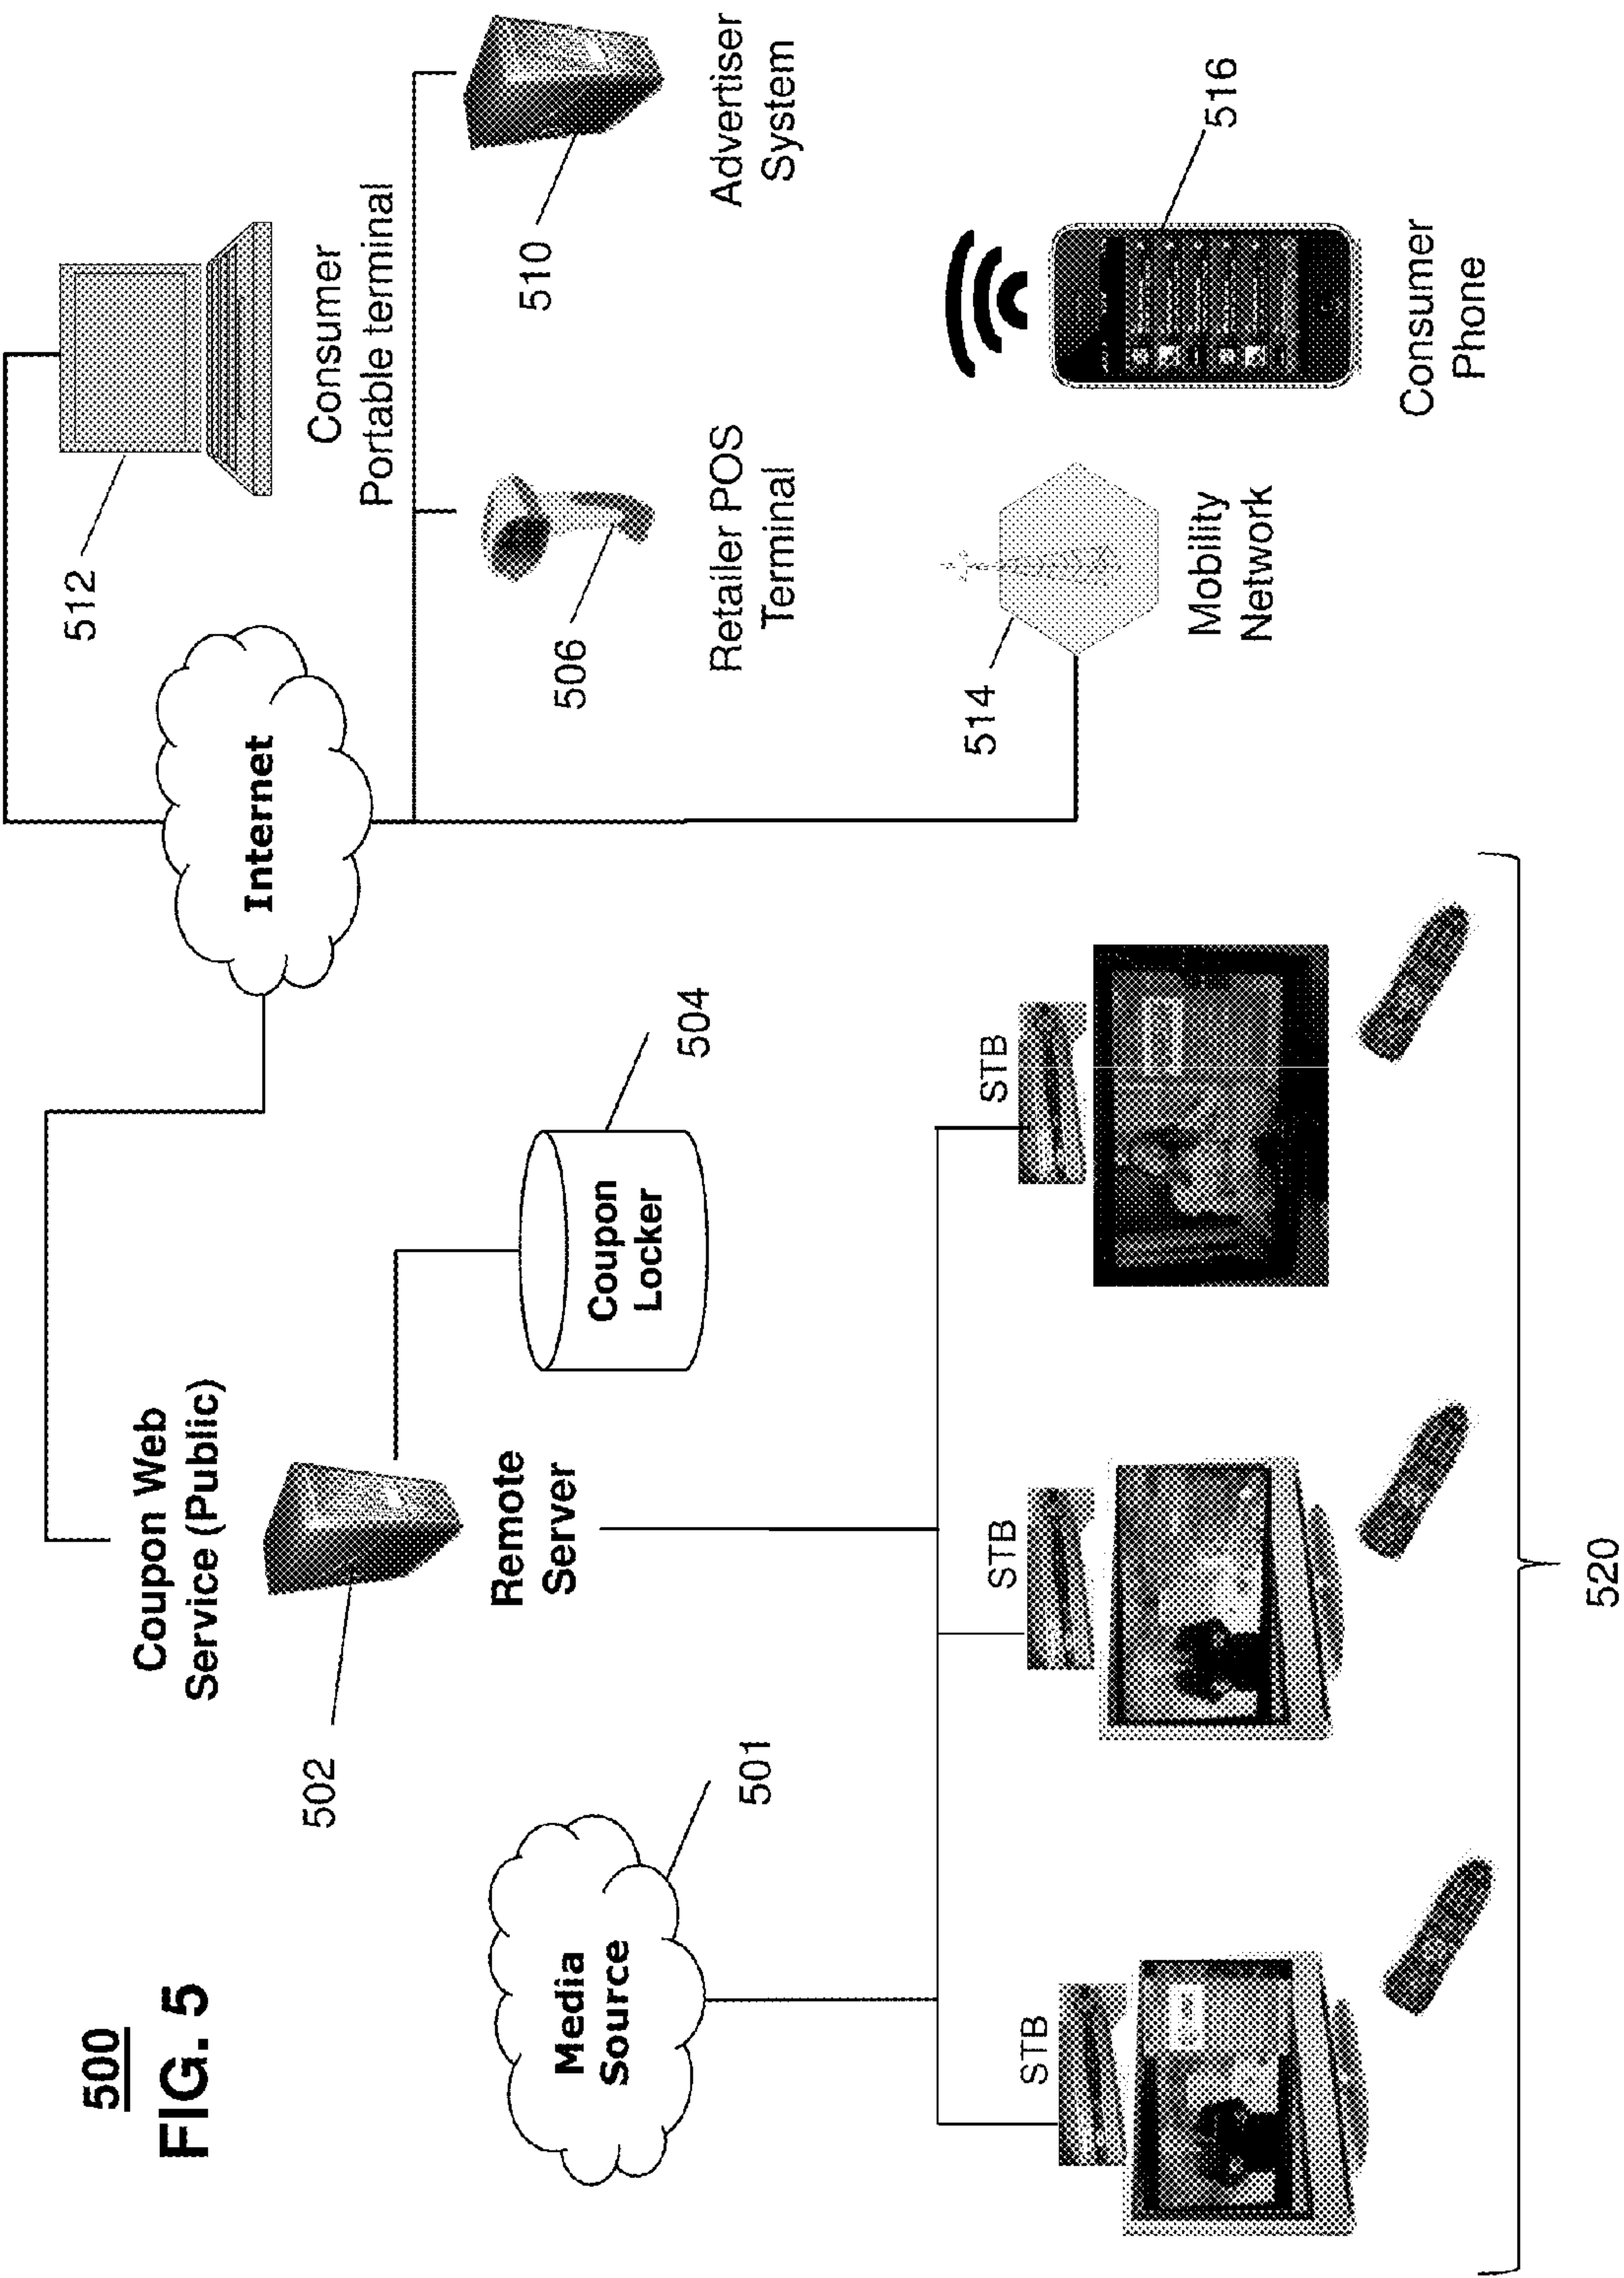 500
FIG. 5
Coupon Web
Service (Public)
502
Remote
Server
Media
Source
501
Coupon
Locker
504
Internet
512
Consumer
Portable terminal
506
Retailer POS
Terminal
510
Advertiser
System
514
Mobility
Network
516
Consumer
Phone
STB
STB
STB
520